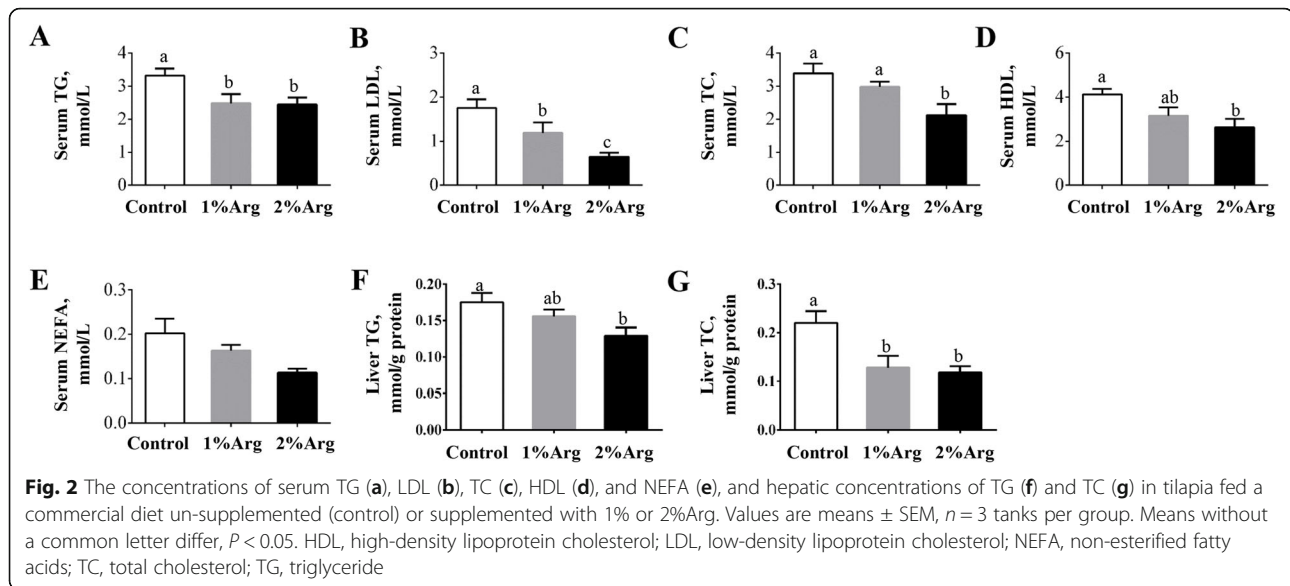 A
Serum TG,
mmol/L
4
3
2
1
0
a
b
b
Control 1%Arg 2%Arg
B
Serum LDL,
mmol/L
3
2
1
0
a
b
c
Control 1%Arg 2%Arg
C
Serum TC,
mmol/L
4
3
2
1
0
a
a
b
Control 1%Arg 2%Arg
D
Serum HDL,
mmol/L
6
4
2
0
a
ab
b
Control 1%Arg 2%Arg
E
Serum NEFA,
mmol/L
0.3
0.2
0.1
0.0
Control 1%Arg 2%Arg
F
Liver TG,
mmol/g protein
0.20
0.15
0.10
0.05
0.00
a
ab
b
Control 1%Arg 2%Arg
G
Liver TC,
mmol/g protein
0.3
0.2
0.1
0.0
a
b
b
Control 1%Arg 2%Arg
Fig. 2 The concentrations of serum TG (a), LDL (b), TC (c), HDL (d), and NEFA (e), and hepatic concentrations of TG (f) and TC (g) in tilapia fed a
commercial diet un-supplemented (control) or supplemented with 1% or 2%Arg. Values are means ± SEM, n = 3 tanks per group. Means without
a common letter differ, P < 0.05. HDL, high-density lipoprotein cholesterol; LDL, low-density lipoprotein cholesterol; NEFA, non-esterified fatty
acids; TC, total cholesterol; TG, triglyceride